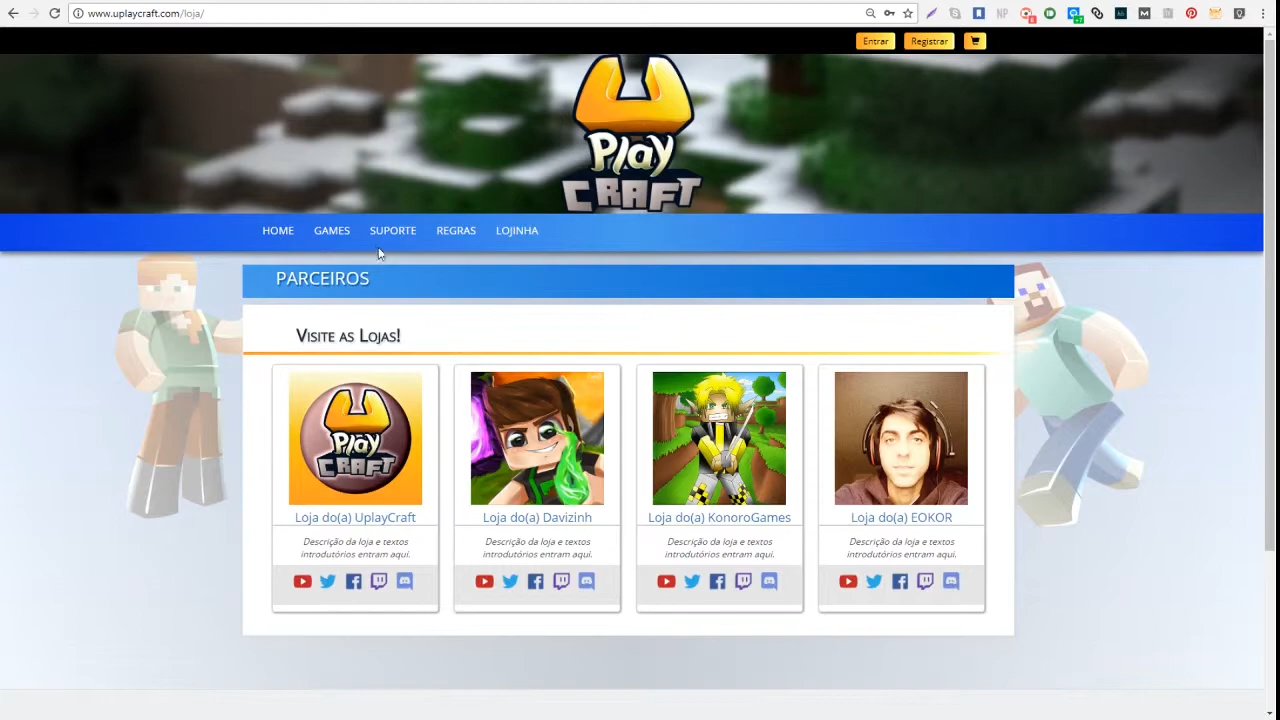 www.uplaycraft.com/loja/
Entrar
Registrar
Play
CRAFT
HOME
GAMES
SUPORTE
REGRAS
LOJINHA
PARCEIROS
Visite as Lojas!
Play
CRAFT
Loja do(a) UplayCraft
Descrição da loja e textos
introdutórios entram aqui.
Loja do(a) Davizinh
Descrição da loja e textos
introdutórios entram aqui.
Loja do(a) KonoroGames
Descrição da loja e textos
introdutórios entram aqui.
Loja do(a) EOKOR
Descrição da loja e textos
introdutórios entram aqui.